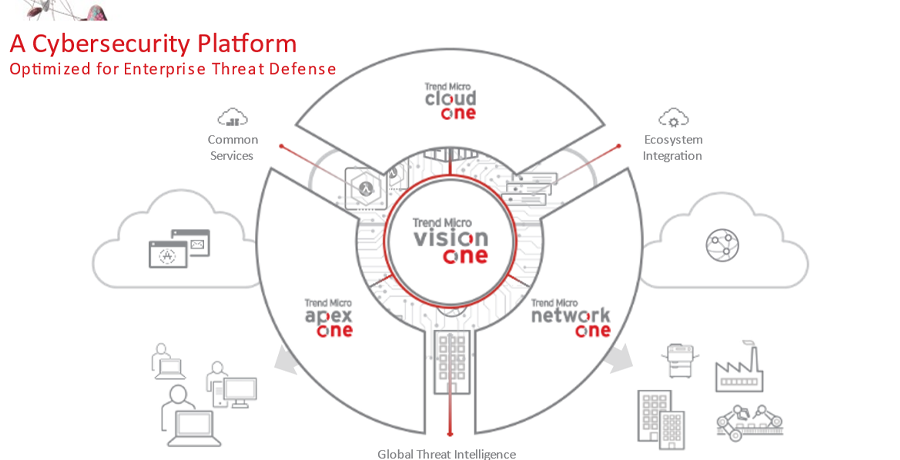 A Cybersecurity Platform
Optimized for Enterprise Threat Defense
Trend Micro
cloud
one
Common
Services
Ecosystem
Integration
Trend Micro
vision
one
Trend Micro
apex
one
Trend Micro
network
one
Global Threat Intelligence